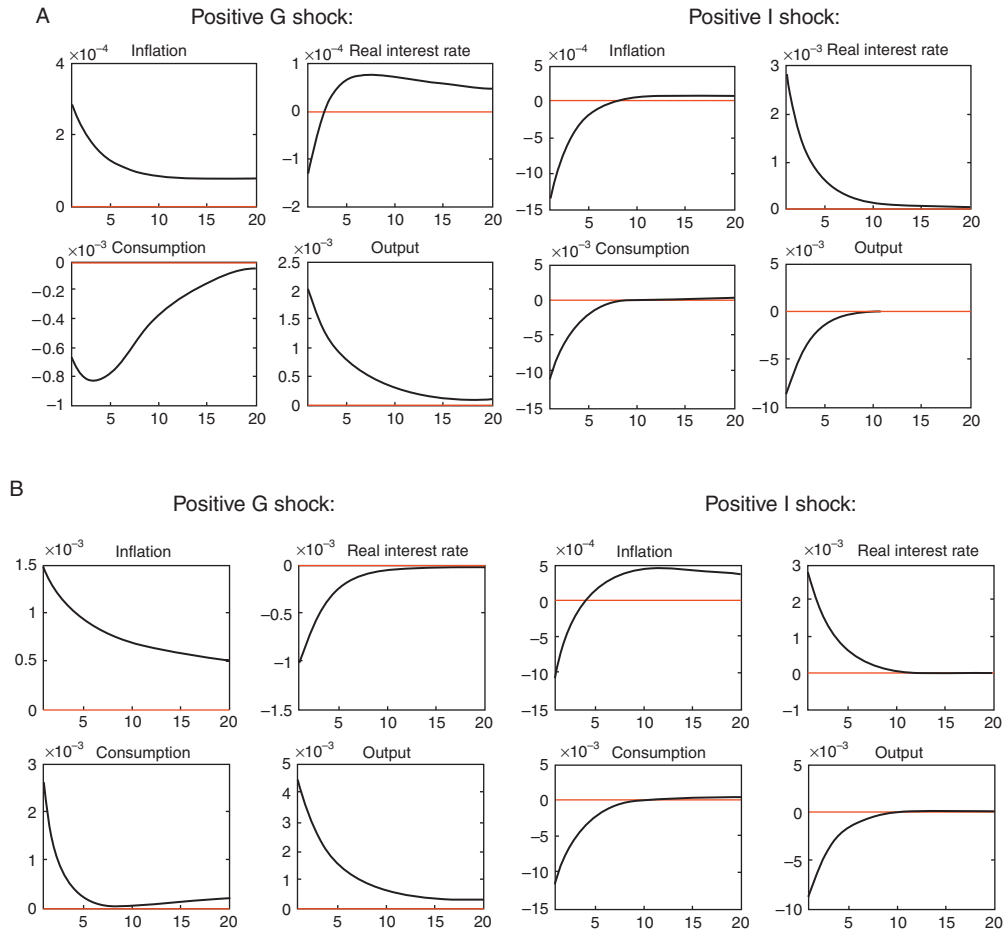 A
Positive G shock:
Positive I shock:
×10⁻⁴
Inflation
4
2
0
5 10 15 20
×10⁻⁴
Real interest rate
1
0
−1
−2
5 10 15 20
×10⁻⁴
Inflation
5
0
−5
−10
−15
5 10 15 20
×10⁻³
Real interest rate
3
2
1
0
5 10 15 20
×10⁻³
Consumption
0
−0.2
−0.4
−0.6
−0.8
−1
5 10 15 20
×10⁻³
Output
2.5
2.0
1.5
1.0
0.5
0
5 10 15 20
×10⁻³
Consumption
5
0
−5
−10
−15
5 10 15 20
×10⁻³
Output
5
0
−5
−10
5 10 15 20
B
Positive G shock:
Positive I shock:
×10⁻³
Inflation
1.5
1
0.5
0
5 10 15 20
×10⁻³
Real interest rate
0
−0.5
−1
−1.5
5 10 15 20
×10⁻⁴
Inflation
5
0
−5
−10
−15
5 10 15 20
×10⁻³
Real interest rate
3
2
1
0
−1
5 10 15 20
×10⁻³
Consumption
3
2
1
0
5 10 15 20
×10⁻³
Output
5
4
3
2
1
0
5 10 15 20
×10⁻³
Consumption
5
0
−5
−10
−15
5 10 15 20
×10⁻³
Output
5
0
−5
−10
5 10 15 20